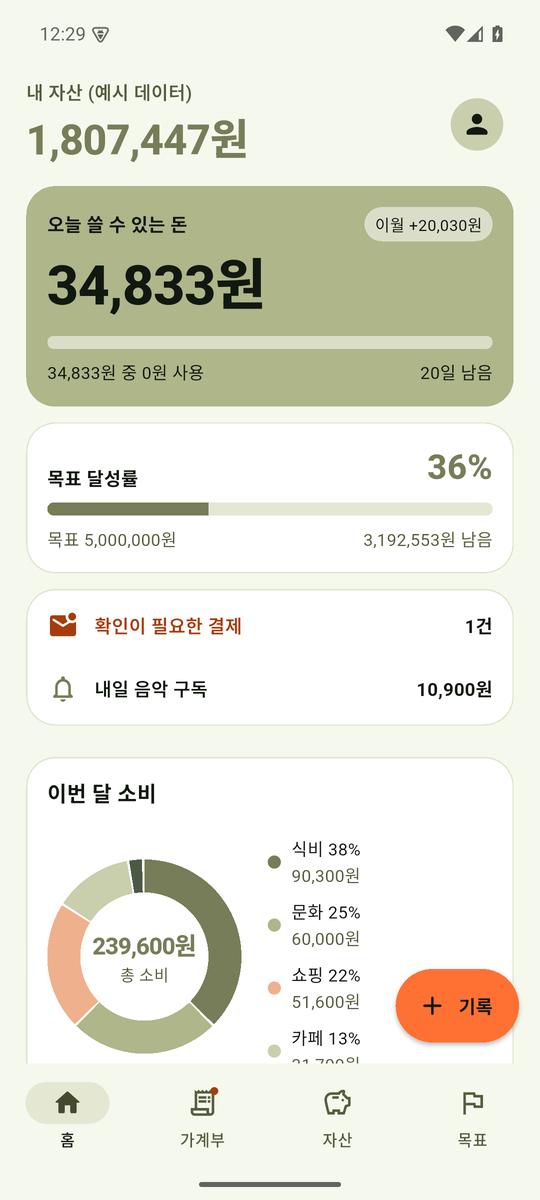 12:29
내 자산 (예시 데이터)
1,807,447원
오늘 쓸 수 있는 돈
이월 +20,030원
34,833원
34,833원 중 0원 사용
20일 남음
목표 달성률
36%
목표 5,000,000원
3,192,553원 남음
확인이 필요한 결제
1건
내일 음악 구독
10,900원
이번 달 소비
239,600원
총 소비
식비 38%
90,300원
문화 25%
60,000원
쇼핑 22%
51,600원
카페 13%
+ 기록
홈
가계부
자산
목표